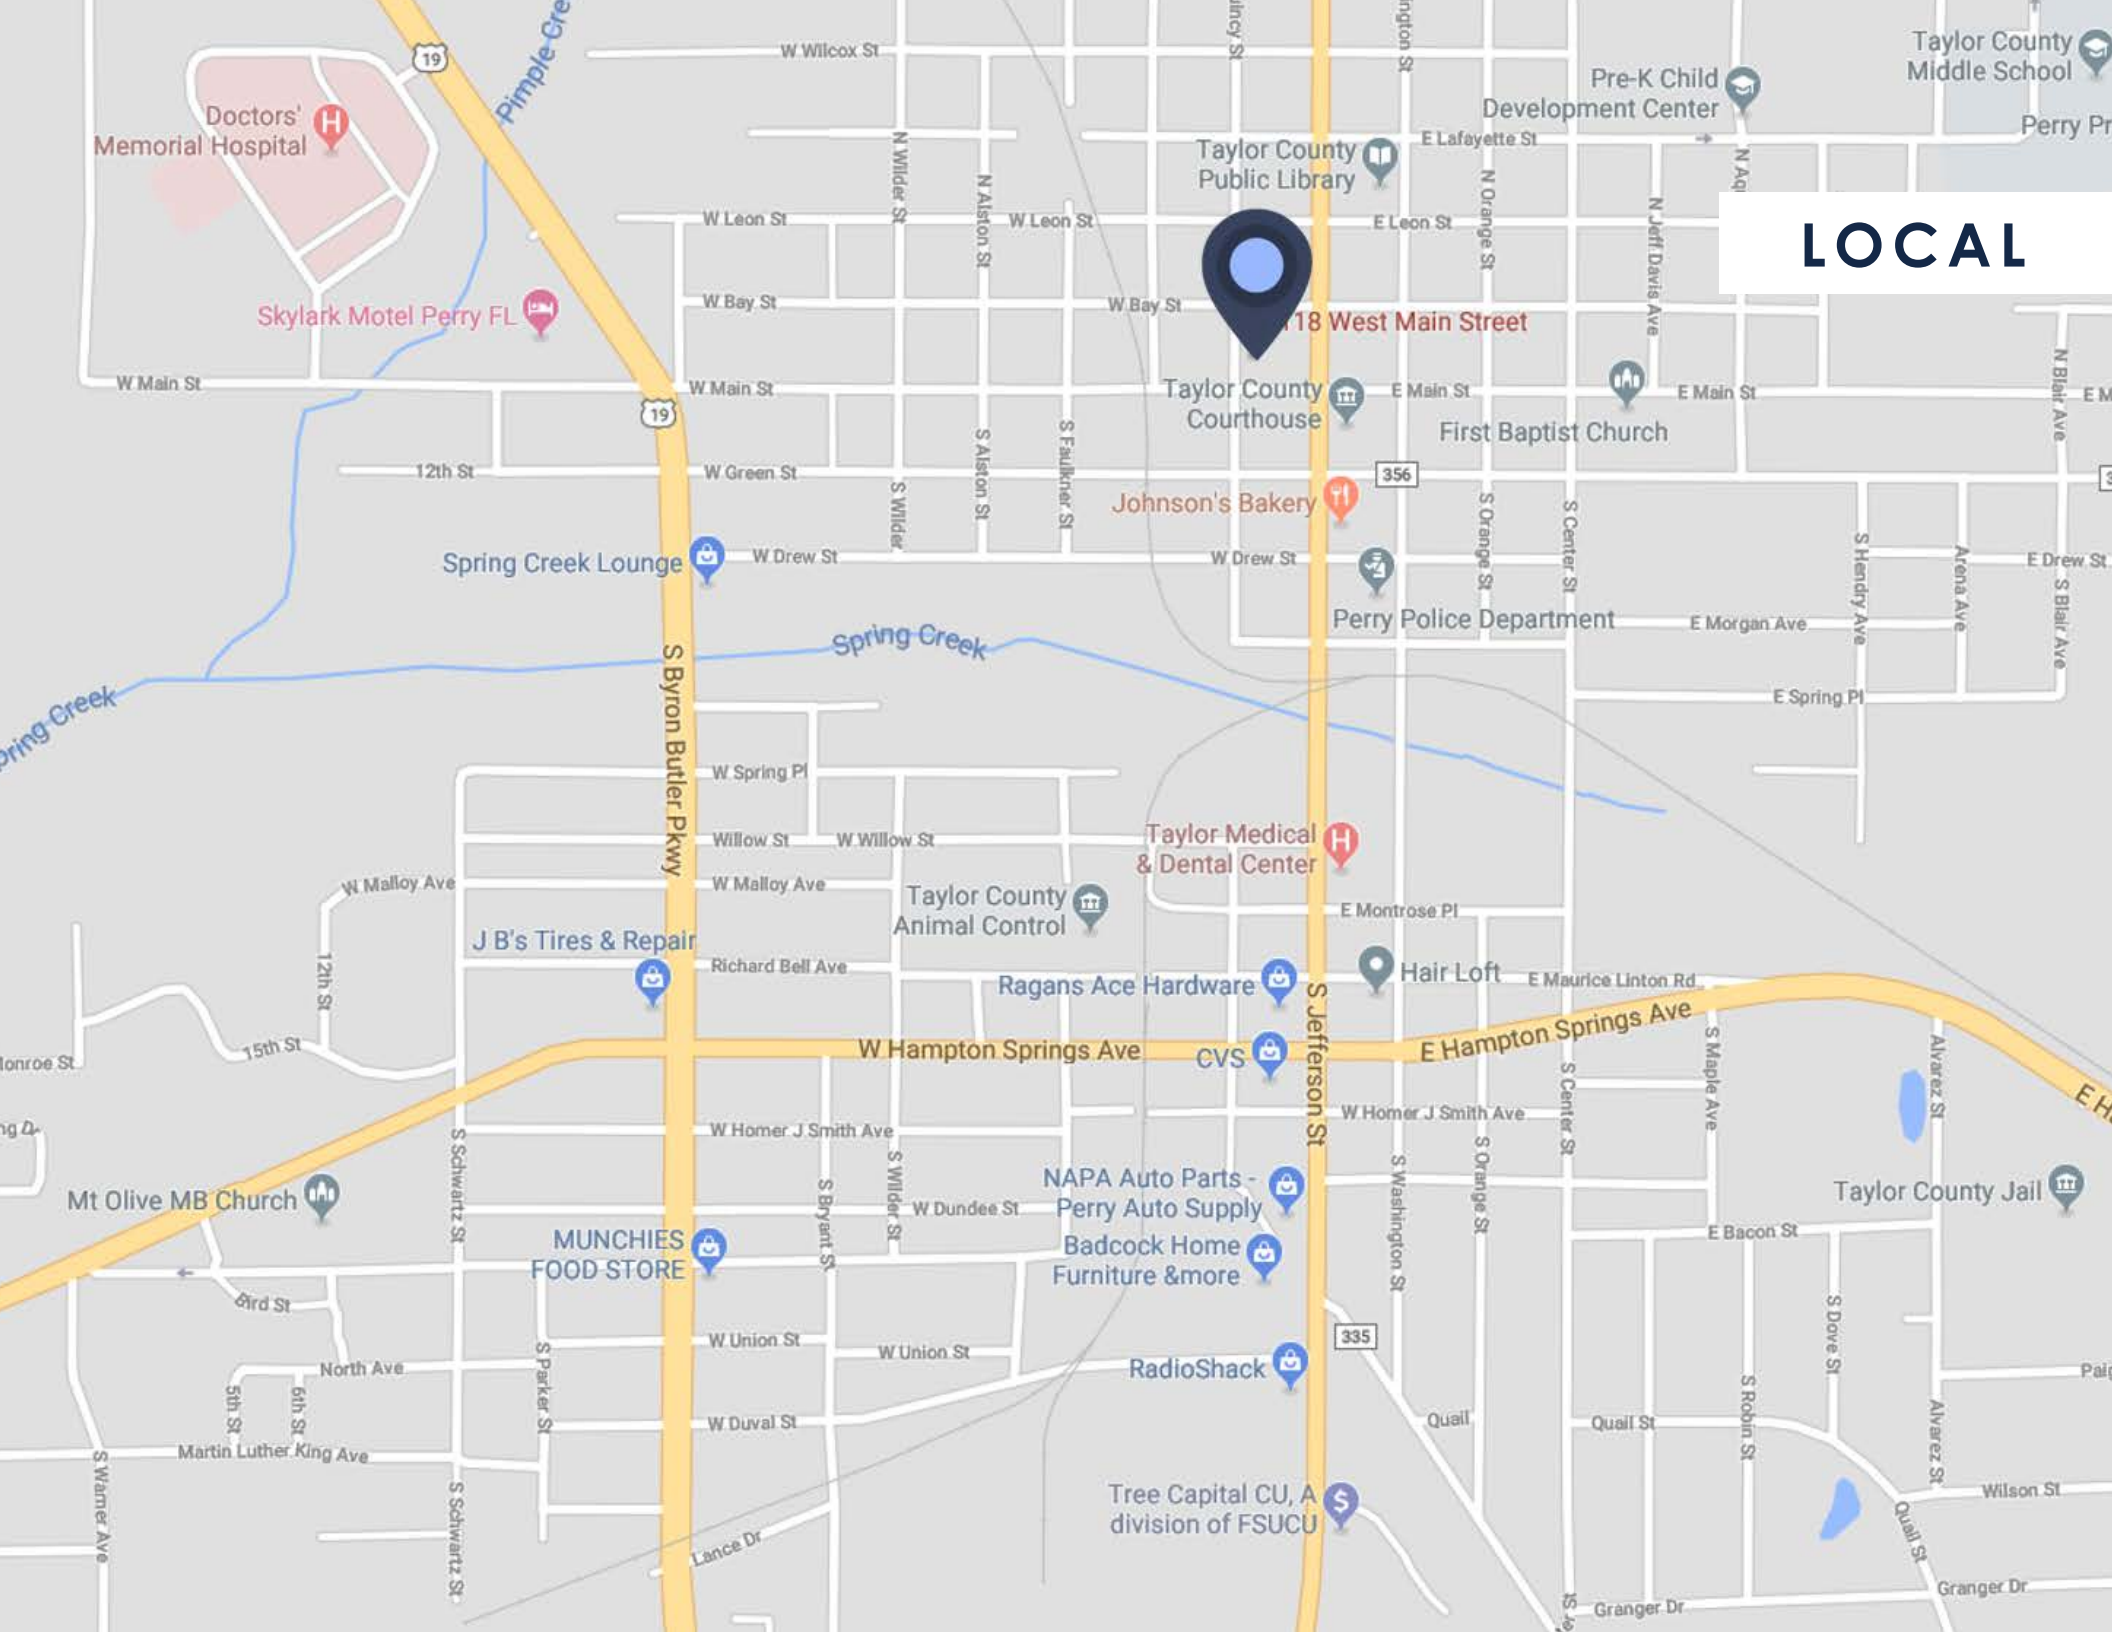 Pimple Cre
19
W Wilcox St
Taylor County
Middle School
Pre-K Child
Development Center
Doctors'
Memorial Hospital
Taylor County
Public Library
E Lafayette St
Perry Pr
N Wilder St
N Alston St
N Orange St
N Jeff Davis Ave
LOCAL
W Leon St
W Leon St
E Leon St
W Bay St
W Bay St
Skylark Motel Perry FL
18 West Main Street
W Main St
19
W Main St
Taylor County
Courthouse
E Main St
E Main St
First Baptist Church
N Blair Ave
12th St
W Green St
356
S Wilder
S Alston St
S Faulkner St
Johnson's Bakery
S Orange St
S Center St
Spring Creek Lounge
W Drew St
W Drew St
E Drew St
Perry Police Department
E Morgan Ave
S Hendry Ave
Arena Ave
S Blair Ave
Spring Creek
pring Creek
S Byron Butler Pkwy
E Spring Pl
W Spring Pl
Willow St
W Willow St
Taylor Medical
& Dental Center
W Malloy Ave
W Malloy Ave
Taylor County
Animal Control
E Montrose Pl
J B's Tires & Repair
Richard Bell Ave
Ragans Ace Hardware
Hair Loft
E Maurice Linton Rd
12th St
15th St
onroe St
W Hampton Springs Ave
CVS
S Jefferson St
E Hampton Springs Ave
S Maple Ave
Alvarez St
S Center St
W Homer J Smith Ave
W Homer J Smith Ave
S Schwartz St
Mt Olive MB Church
S Bryant St
S Wilder St
W Dundee St
NAPA Auto Parts -
Perry Auto Supply
S Washington St
S Orange St
Taylor County Jail
MUNCHIES
FOOD STORE
Badcock Home
Furniture &more
E Bacon St
Bird St
W Union St
W Union St
335
S Dove St
North Ave
S Parker St
RadioShack
5th St
6th St
W Duval St
Quail
Quail St
S Robin St
Alvarez St
Martin Luther King Ave
S Warner Ave
S Schwartz St
Tree Capital CU, A
division of FSUCU
Wilson St
Quail St
Lance Dr
Granger Dr
Granger Dr